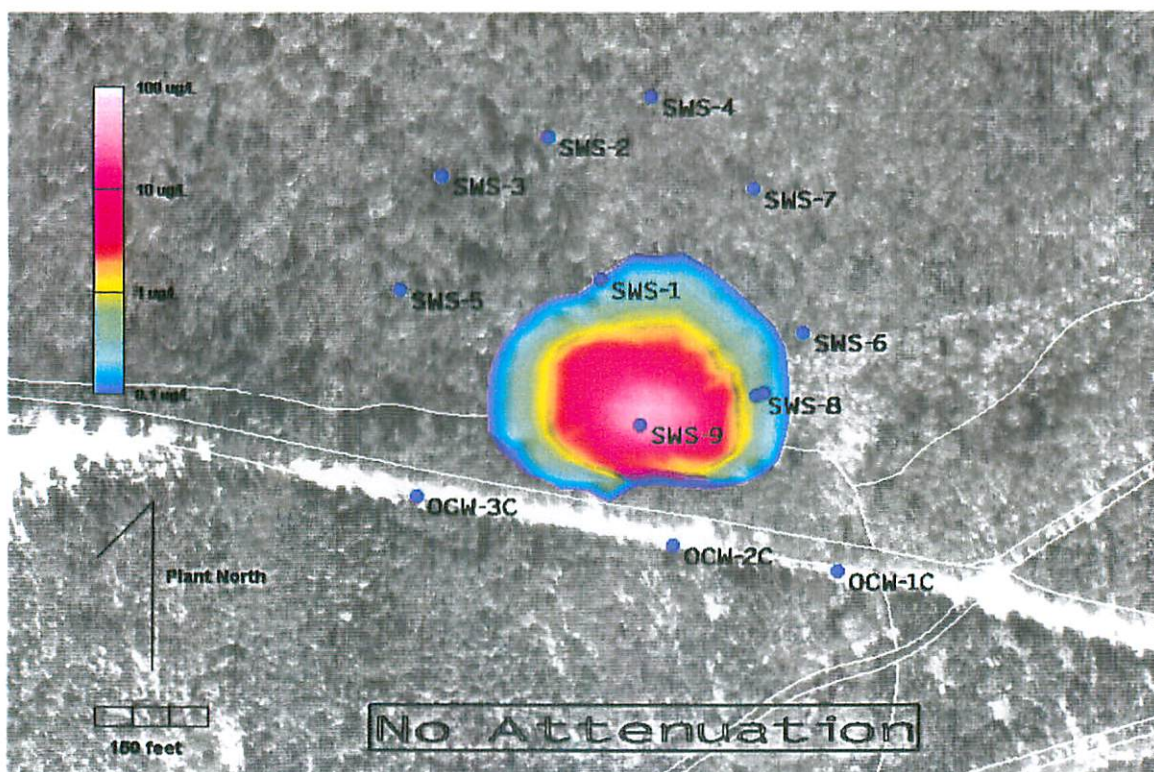 100 ug/L
10 ug/L
1 ug/L
0.1 ug/L
SWS-4
SWS-2
SWS-3
SWS-7
SWS-1
SWS-5
SWS-6
SWS-8
SWS-9
OCW-3C
OCW-2C
OCW-1C
Plant North
150 feet
No Attenuation